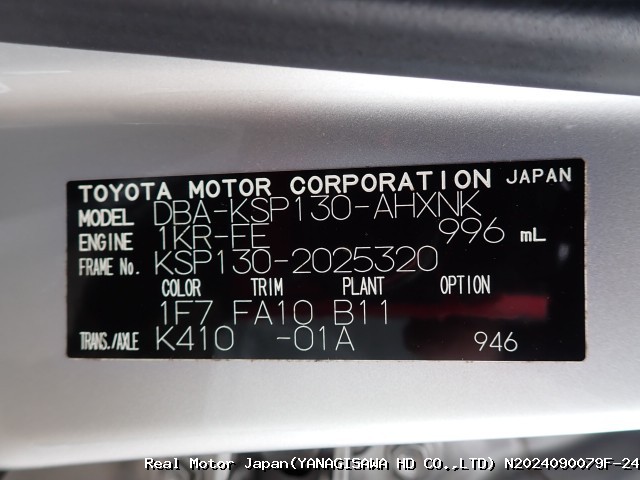 TOYOTA MOTOR CORPORATION JAPAN
MODEL DBA-KSP130-AHXNK
ENGINE 1KR-FE 996 mL
FRAME No. KSP130-2025320
COLOR TRIM PLANT OPTION
1F7 FA10 B11
TRANS./AXLE K410 -01A 946
Real Motor Japan(YANAGISAWA HD CO.,LTD) N2024090079F-24